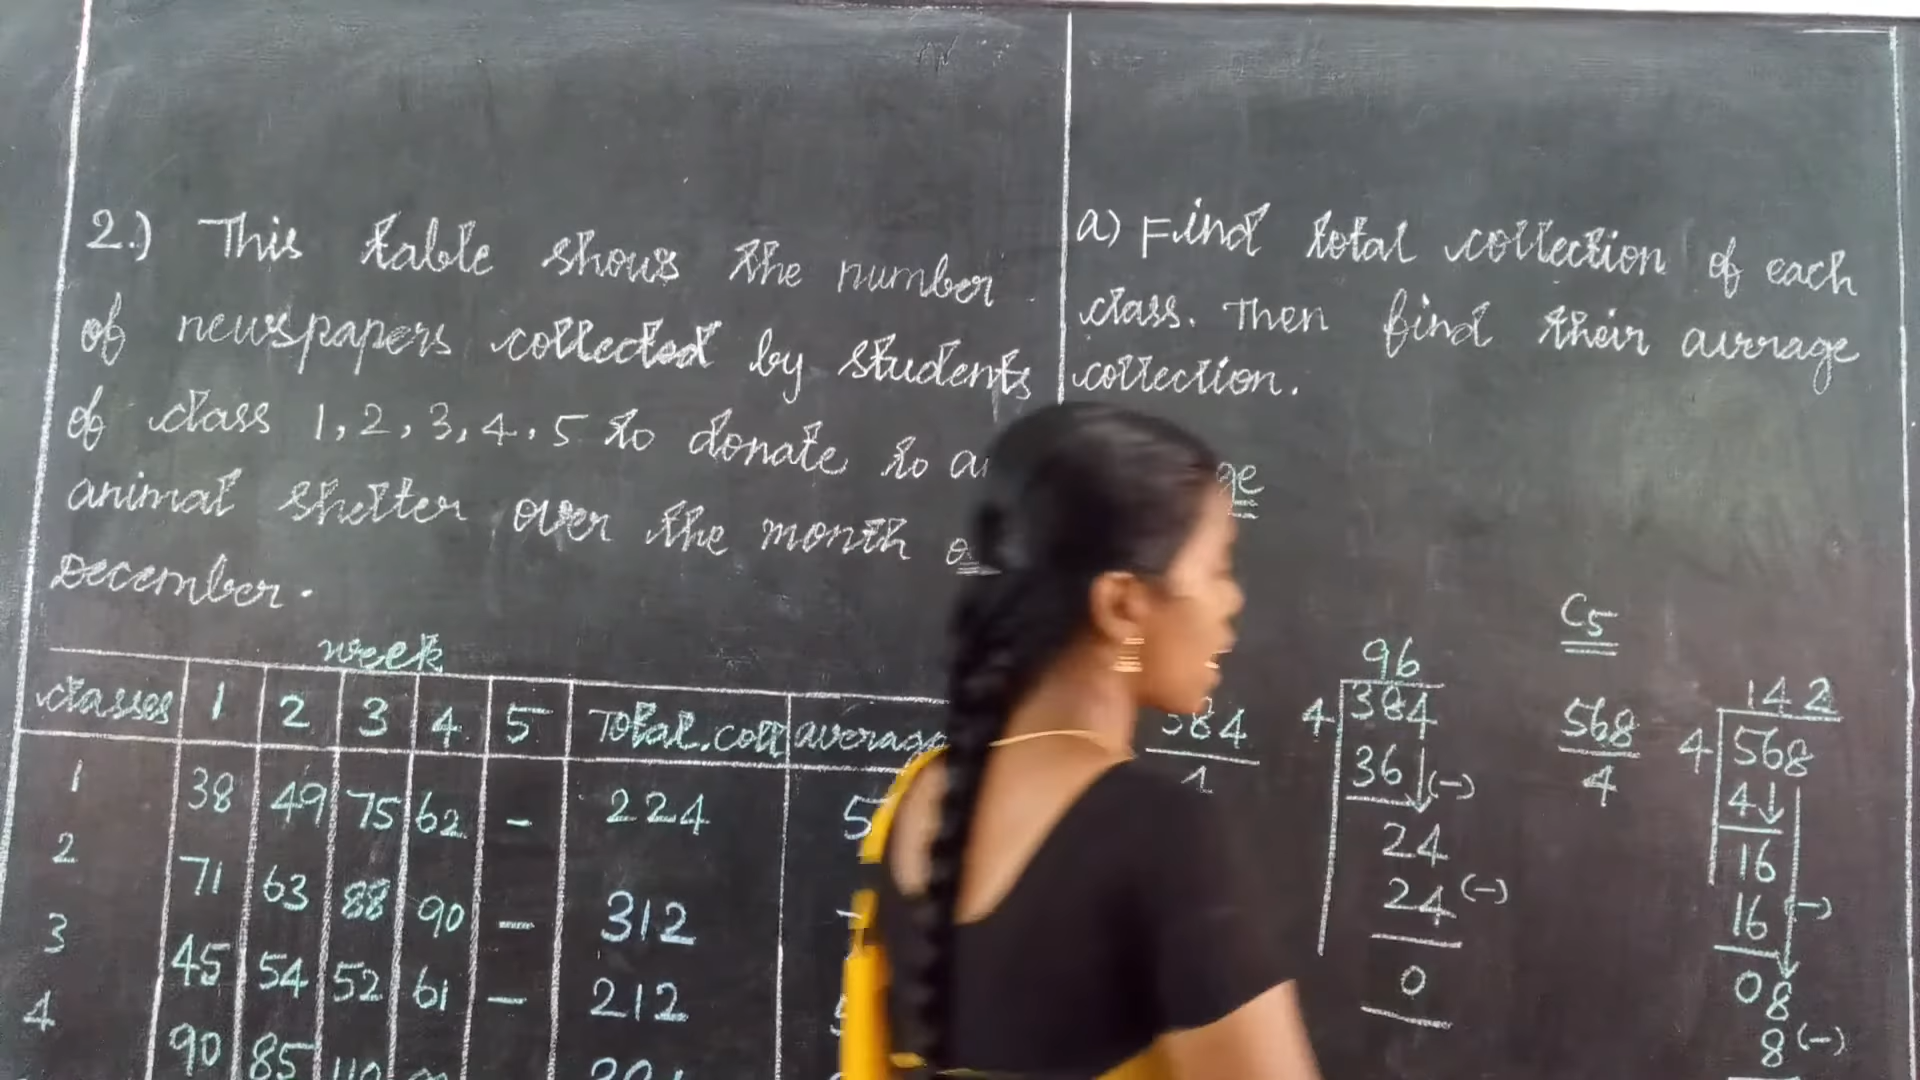 2.) This table shows the number
of newspapers collected by students
of class 1, 2, 3, 4, 5 to donate to
animal shelter over the month
December.
week
classes 1 2 3 4 5 Total.coll average
1 38 49 75 62 -  224
2 71 63 88 90 - 312
3 45 54 52 61 - 212
4 90 85
a) Find total collection of each
class. Then find their average
collection.
96
4 384
36 (-)
24
24 (-)
0
C5
568
4
142
4 568
4
16
16 (-)
08
8 (-)